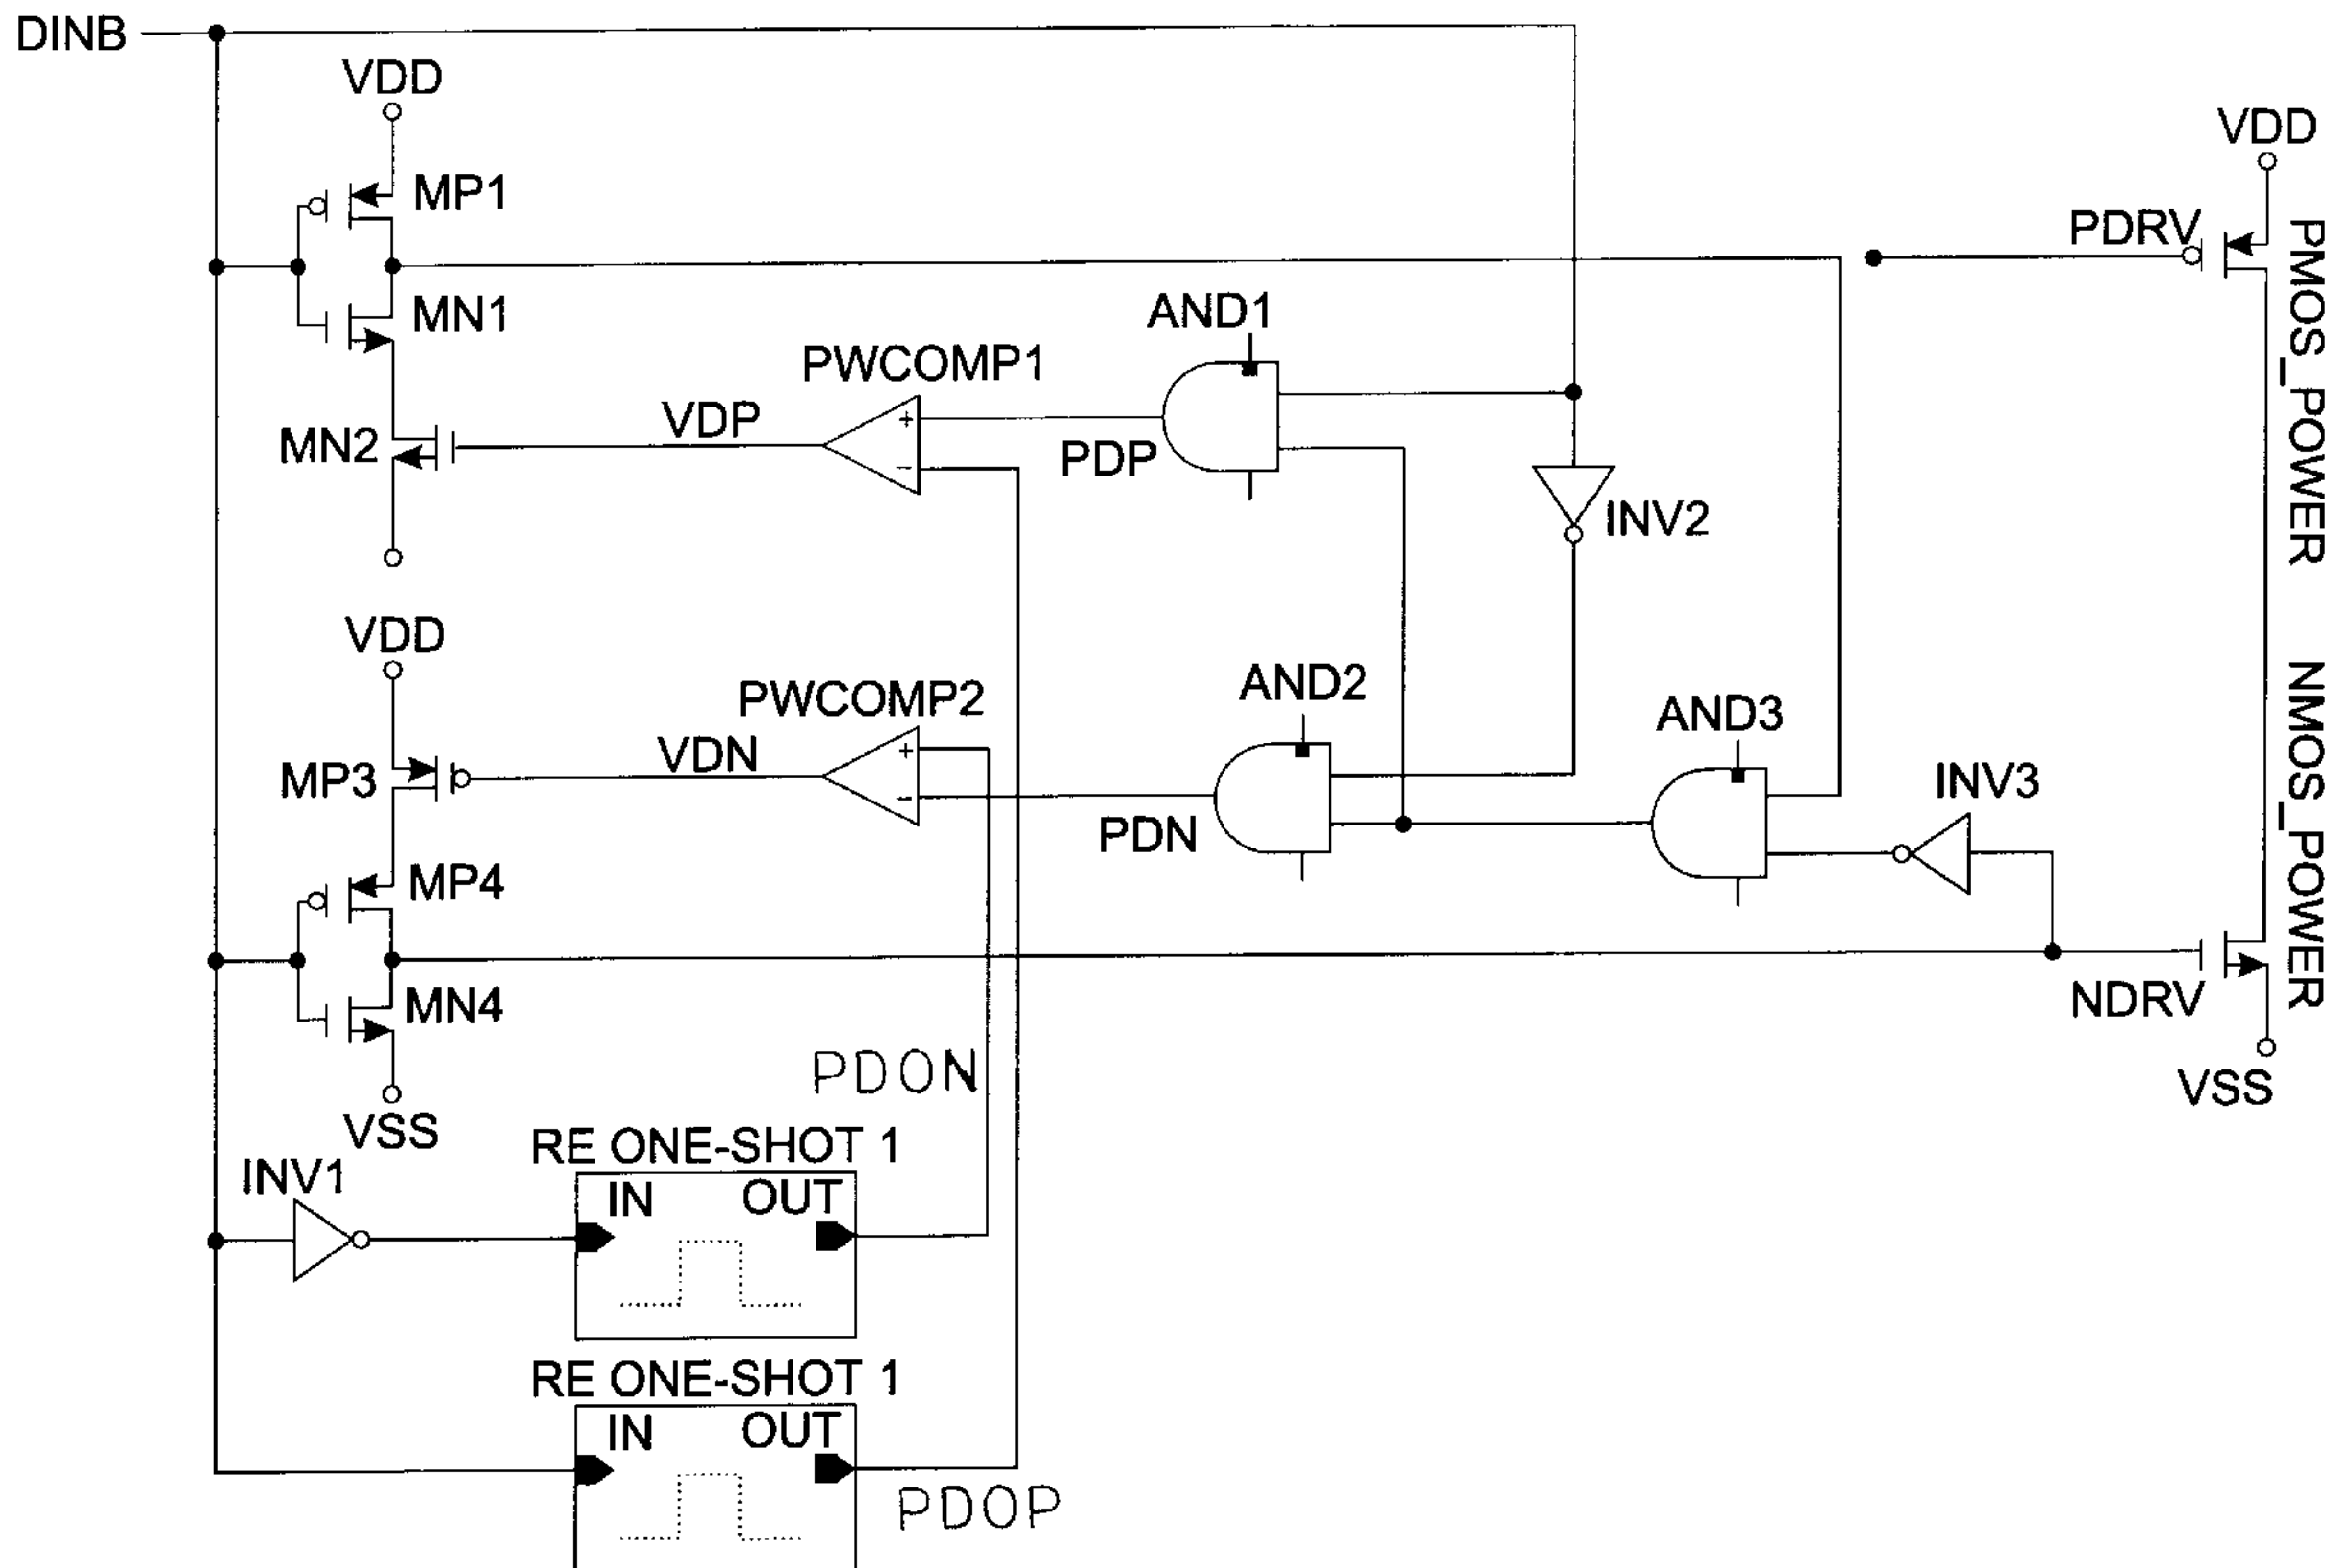 DINB
VDD
VDD
MP1
PDRV
PMOS_POWER
MN1
AND1
PWCOMP1
VDP
MN2
PDP
+
−
INV2
VDD
PWCOMP2
AND2
AND3
NMOS_POWER
VDN
MP3
+
−
INV3
PDN
MP4
MN4
NDRV
PDON
VSS
VSS
RE ONE-SHOT 1
INV1
IN OUT
RE ONE-SHOT 1
IN OUT
PDOP